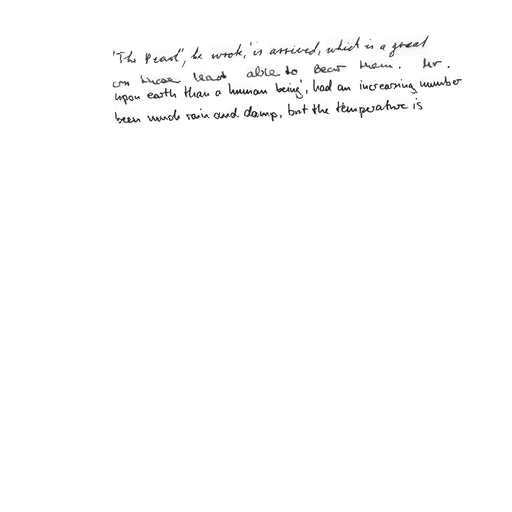 'The Pearl', he wrote, 'is arrived, which is a great
on those least able to bear them. Mr.
upon earth than a human being', had an increasing number
been much rain and damp, but the temperature is